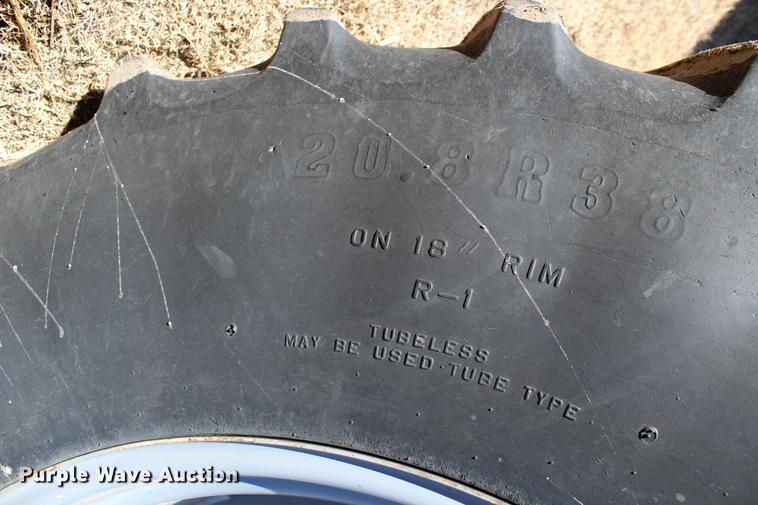 20.8R38
ON 18" RIM
R-1
TUBELESS
MAY BE USED·TUBE TYPE
Purple Wave Auction